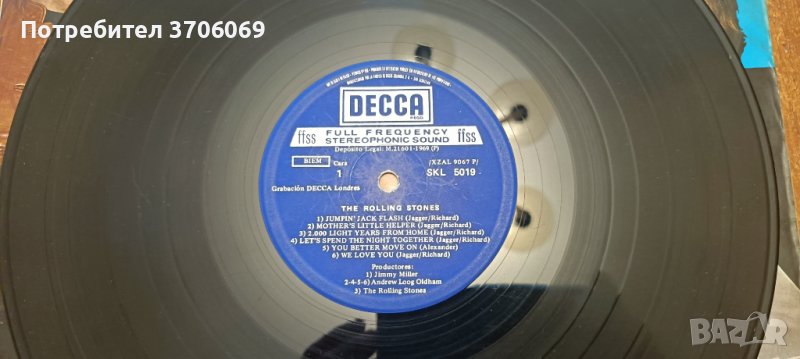 Потребител 3706069
DECCA
ffss FULL FREQUENCY STEREOPHONIC SOUND ffss
Depósito Legal: M.21601-1969 (P)
BIEM
Cara
1
/XZAL 9067 P/
SKL 5019
Grabación DECCA Londres
THE ROLLING STONES
1) JUMPIN' JACK FLASH (Jagger/Richard)
2) MOTHER'S LITTLE HELPER (Jagger/Richard)
3) 2.000 LIGHT YEARS FROM HOME (Jagger/Richard)
4) LET'S SPEND THE NIGHT TOGETHER (Jagger/Richard)
5) YOU BETTER MOVE ON (Alexander)
6) WE LOVE YOU (Jagger/Richard)
Productores:
1) Jimmy Miller
2-4-5-6) Andrew Loog Oldham
3) The Rolling Stones
BAZAR